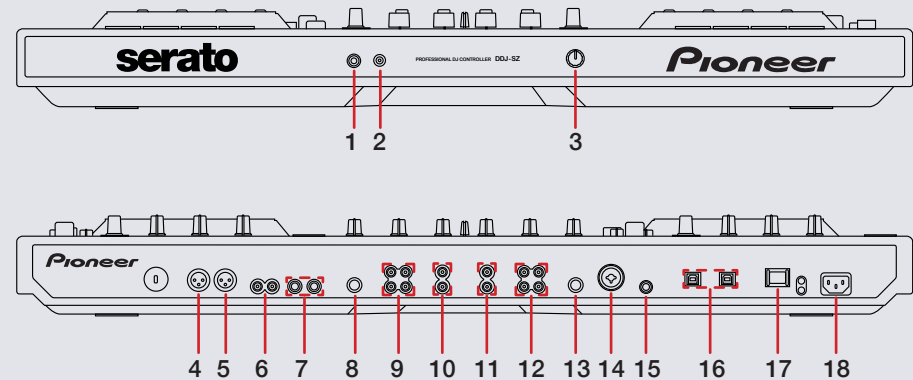 serato
PROFESSIONAL DJ CONTROLLER DDJ-SZ
Pioneer
1 2 3
Pioneer
4 5 6 7 8 9 10 11 12 13 14 15 16 17 18